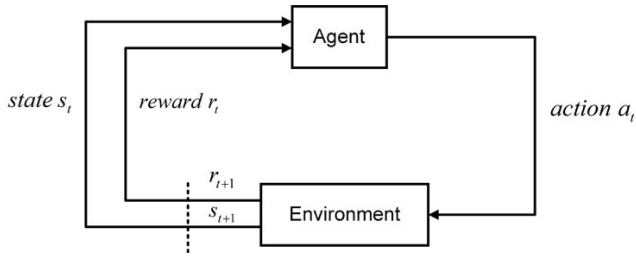 Agent
state s_t
reward r_t
action a_t
r_{t+1}
s_{t+1}
Environment